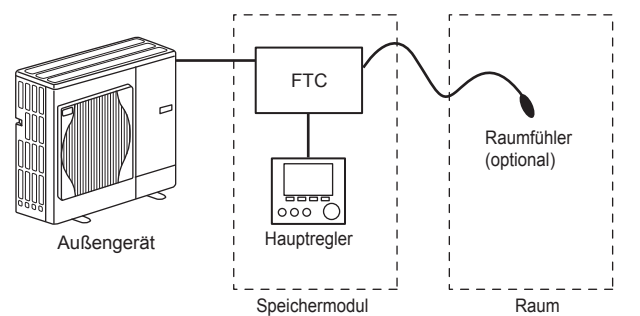 FTC
Raumfühler
(optional)
Außengerät
Hauptregler
Speichermodul
Raum